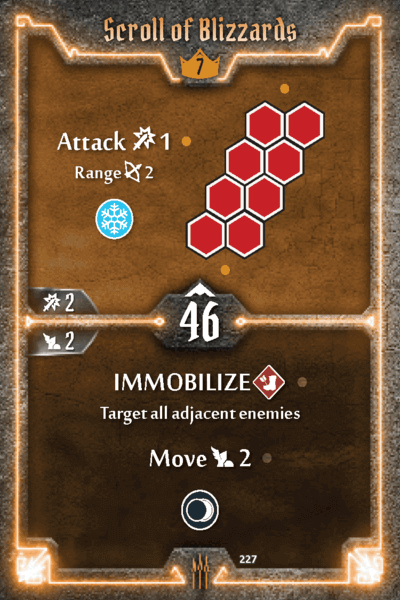 Scroll of Blizzards
7
Attack 1
Range 2
2
46
2
IMMOBILIZE
Target all adjacent enemies
Move 2
227